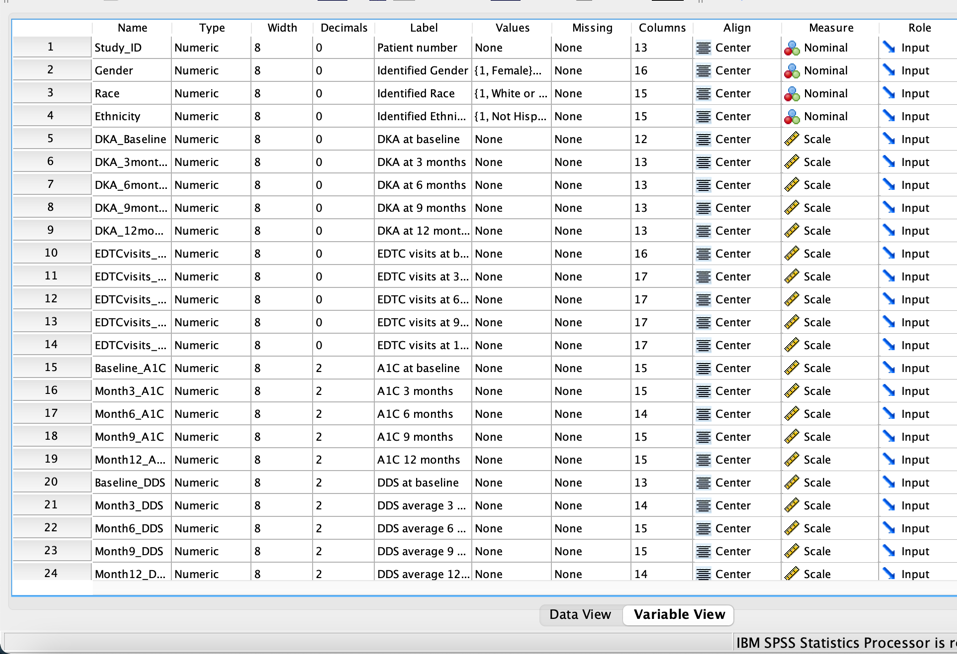 Name Type Width Decimals Label Values Missing Columns Align Measure Role
1 Study_ID Numeric 8 0 Patient number None None 13 Center Nominal Input
2 Gender Numeric 8 0 Identified Gender {1, Female}... None 16 Center Nominal Input
3 Race Numeric 8 0 Identified Race {1, White or ... None 15 Center Nominal Input
4 Ethnicity Numeric 8 0 Identified Ethni... {1, Not Hisp... None 15 Center Nominal Input
5 DKA_Baseline Numeric 8 0 DKA at baseline None None 12 Center Scale Input
6 DKA_3mont... Numeric 8 0 DKA at 3 months None None 13 Center Scale Input
7 DKA_6mont... Numeric 8 0 DKA at 6 months None None 13 Center Scale Input
8 DKA_9mont... Numeric 8 0 DKA at 9 months None None 13 Center Scale Input
9 DKA_12mo... Numeric 8 0 DKA at 12 mont... None None 13 Center Scale Input
10 EDTCvisits_... Numeric 8 0 EDTC visits at b... None None 16 Center Scale Input
11 EDTCvisits_... Numeric 8 0 EDTC visits at 3... None None 17 Center Scale Input
12 EDTCvisits_... Numeric 8 0 EDTC visits at 6... None None 17 Center Scale Input
13 EDTCvisits_... Numeric 8 0 EDTC visits at 9... None None 17 Center Scale Input
14 EDTCvisits_... Numeric 8 0 EDTC visits at 1... None None 17 Center Scale Input
15 Baseline_A1C Numeric 8 2 A1C at baseline None None 15 Center Scale Input
16 Month3_A1C Numeric 8 2 A1C 3 months None None 15 Center Scale Input
17 Month6_A1C Numeric 8 2 A1C 6 months None None 14 Center Scale Input
18 Month9_A1C Numeric 8 2 A1C 9 months None None 15 Center Scale Input
19 Month12_A... Numeric 8 2 A1C 12 months None None 15 Center Scale Input
20 Baseline_DDS Numeric 8 2 DDS at baseline None None 13 Center Scale Input
21 Month3_DDS Numeric 8 2 DDS average 3 ... None None 14 Center Scale Input
22 Month6_DDS Numeric 8 2 DDS average 6 ... None None 15 Center Scale Input
23 Month9_DDS Numeric 8 2 DDS average 9 ... None None 15 Center Scale Input
24 Month12_D... Numeric 8 2 DDS average 12... None None 14 Center Scale Input
Data View Variable View
IBM SPSS Statistics Processor is